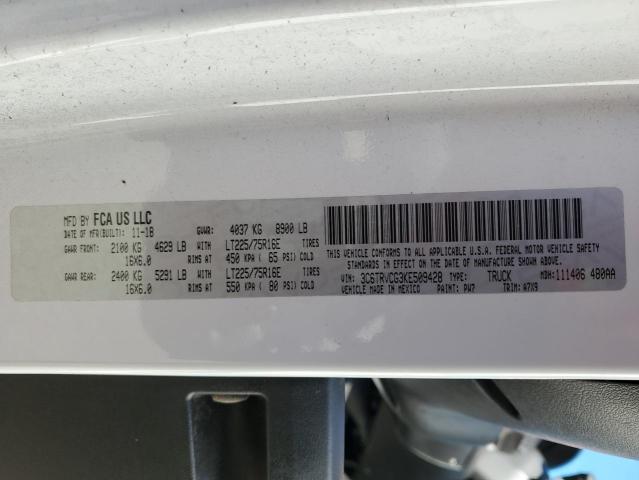 MFD BY FCA US LLC
DATE OF MFR(BUILT): 11-18 GVWR: 4037 KG 8900 LB
GAWR FRONT: 2100 KG 4629 LB WITH LT225/75R16E TIRES
16X6.0 RIMS AT 450 KPA ( 65 PSI) COLD
GAWR REAR: 2400 KG 5291 LB WITH LT225/75R16E TIRES
16X6.0 RIMS AT 550 KPA ( 80 PSI) COLD
THIS VEHICLE CONFORMS TO ALL APPLICABLE U.S.A. FEDERAL MOTOR VEHICLE SAFETY
STANDARDS IN EFFECT ON THE DATE OF MANUFACTURE SHOWN ABOVE.
VIN: 3C6TRVCG3KE509428 TYPE: TRUCK MDH: 111406 480AA
MADE IN MEXICO PAINT: PW7 TRIM: A7X9